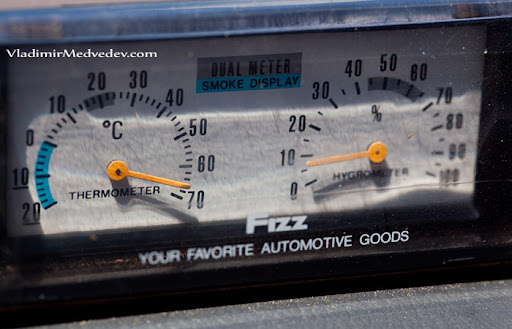 VladimirMedvedev.com
DUAL METER
SMOKE DISPLAY
20 10 0 10 20 30 40 50 60 70
°C
THERMOMETER
0 10 20 30 40 50 60 70 80 90 100
%
HYGROMETER
Fizz
YOUR FAVORITE AUTOMOTIVE GOODS